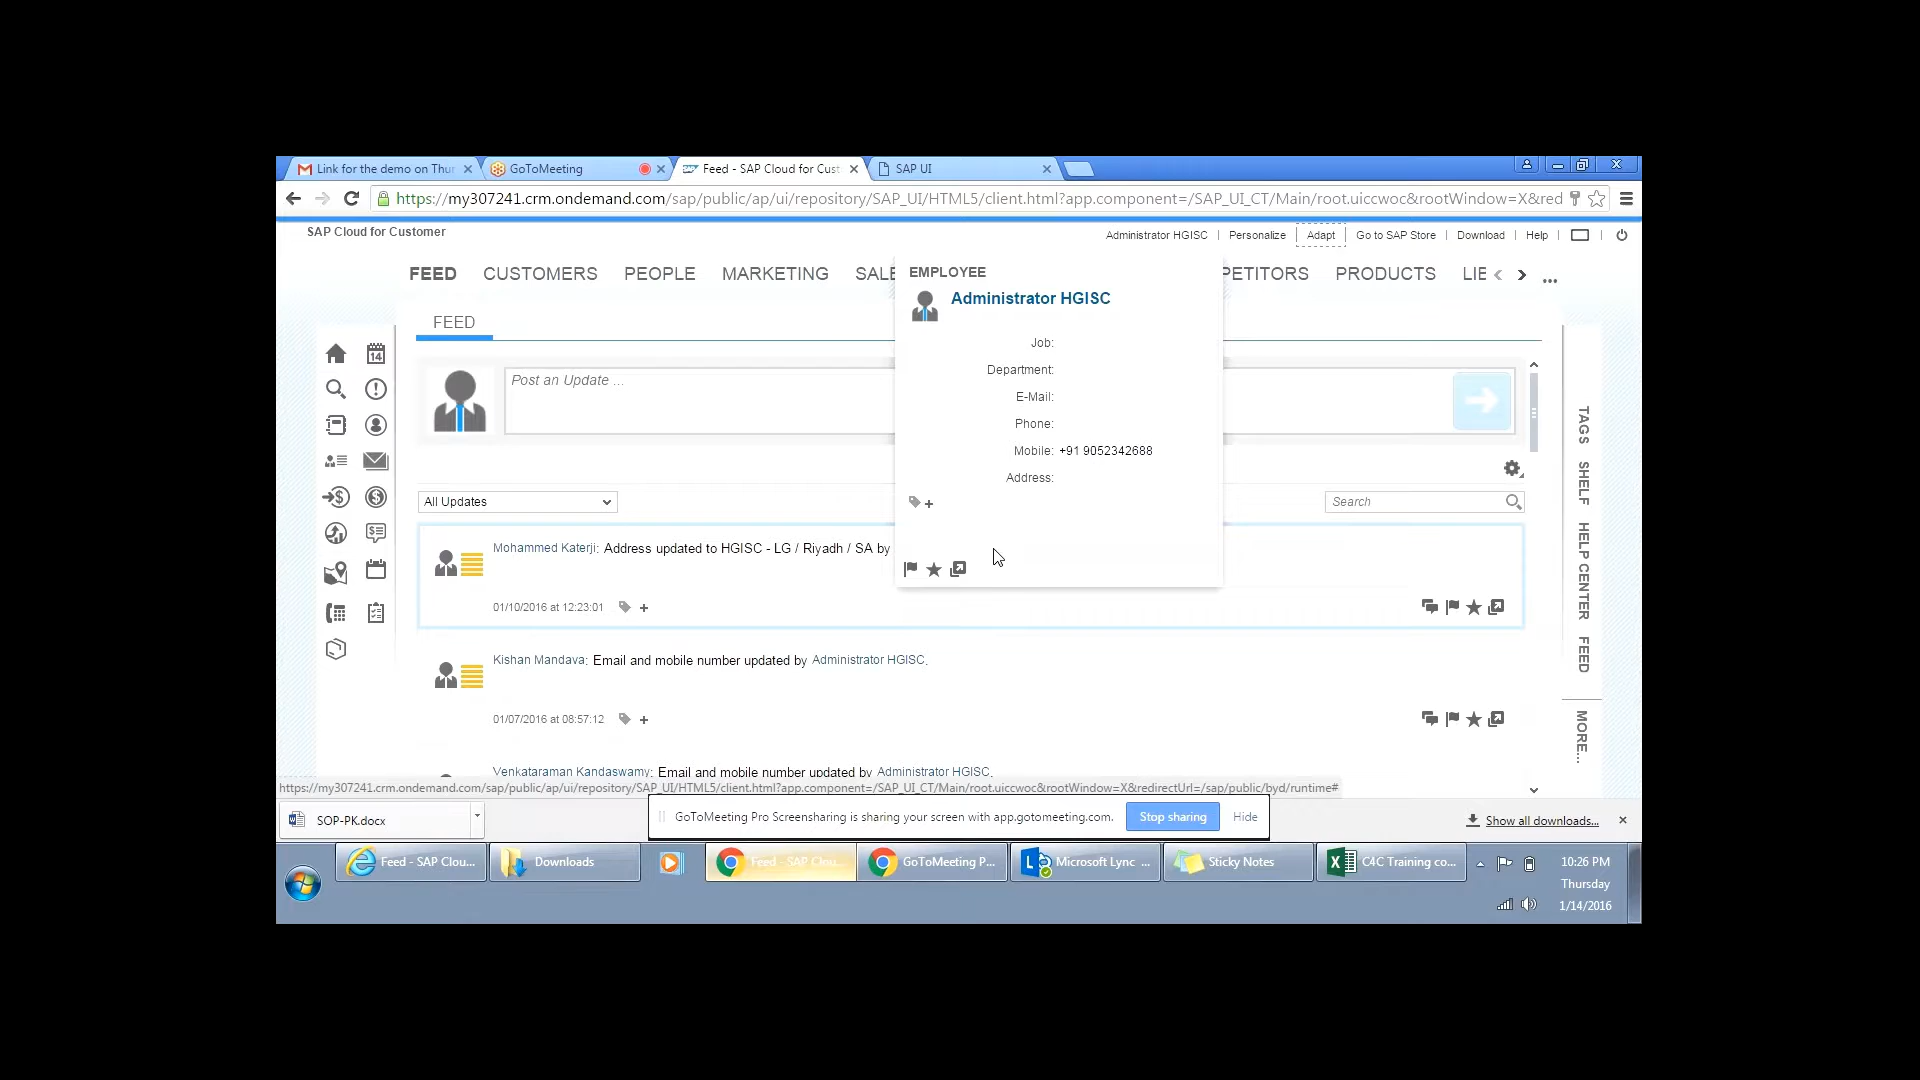 Link for the demo on Thur
GoToMeeting
Feed - SAP Cloud for Cust
SAP UI
https://my307241.crm.ondemand.com/sap/public/ap/ui/repository/SAP_UI/HTML5/client.html?app.component=/SAP_UI_CT/Main/root.uiccwoc&rootWindow=X&red
SAP Cloud for Customer
Administrator HGISC
Personalize
Adapt
Go to SAP Store
Download
Help
FEED CUSTOMERS PEOPLE MARKETING SALE
PETITORS PRODUCTS LIE
...
EMPLOYEE
Administrator HGISC
Job:
Department:
E-Mail:
Phone:
Mobile: +91 9052342688
Address:
FEED
14
Post an Update ...
All Updates
Search
Mohammed Katerji: Address updated to HGISC - LG / Riyadh / SA by
01/10/2016 at 12:23:01
Kishan Mandava: Email and mobile number updated by Administrator HGISC.
01/07/2016 at 08:57:12
Venkataraman Kandaswamy: Email and mobile number updated by Administrator HGISC.
TAGS
SHELF
HELP CENTER
FEED
MORE...
https://my307241.crm.ondemand.com/sap/public/ap/ui/repository/SAP_UI/HTML5/client.html?app.component=/SAP_UI_CT/Main/root.uiccwoc&rootWindow=X&redirectUrl=/sap/public/byd/runtime#
SOP-PK.docx
GoToMeeting Pro Screensharing is sharing your screen with app.gotomeeting.com.
Stop sharing
Hide
Show all downloads...
Feed - SAP Clou...
Downloads
Feed - SAP Clou...
GoToMeeting P...
Microsoft Lync ...
Sticky Notes
C4C Training co...
10:26 PM
Thursday
1/14/2016